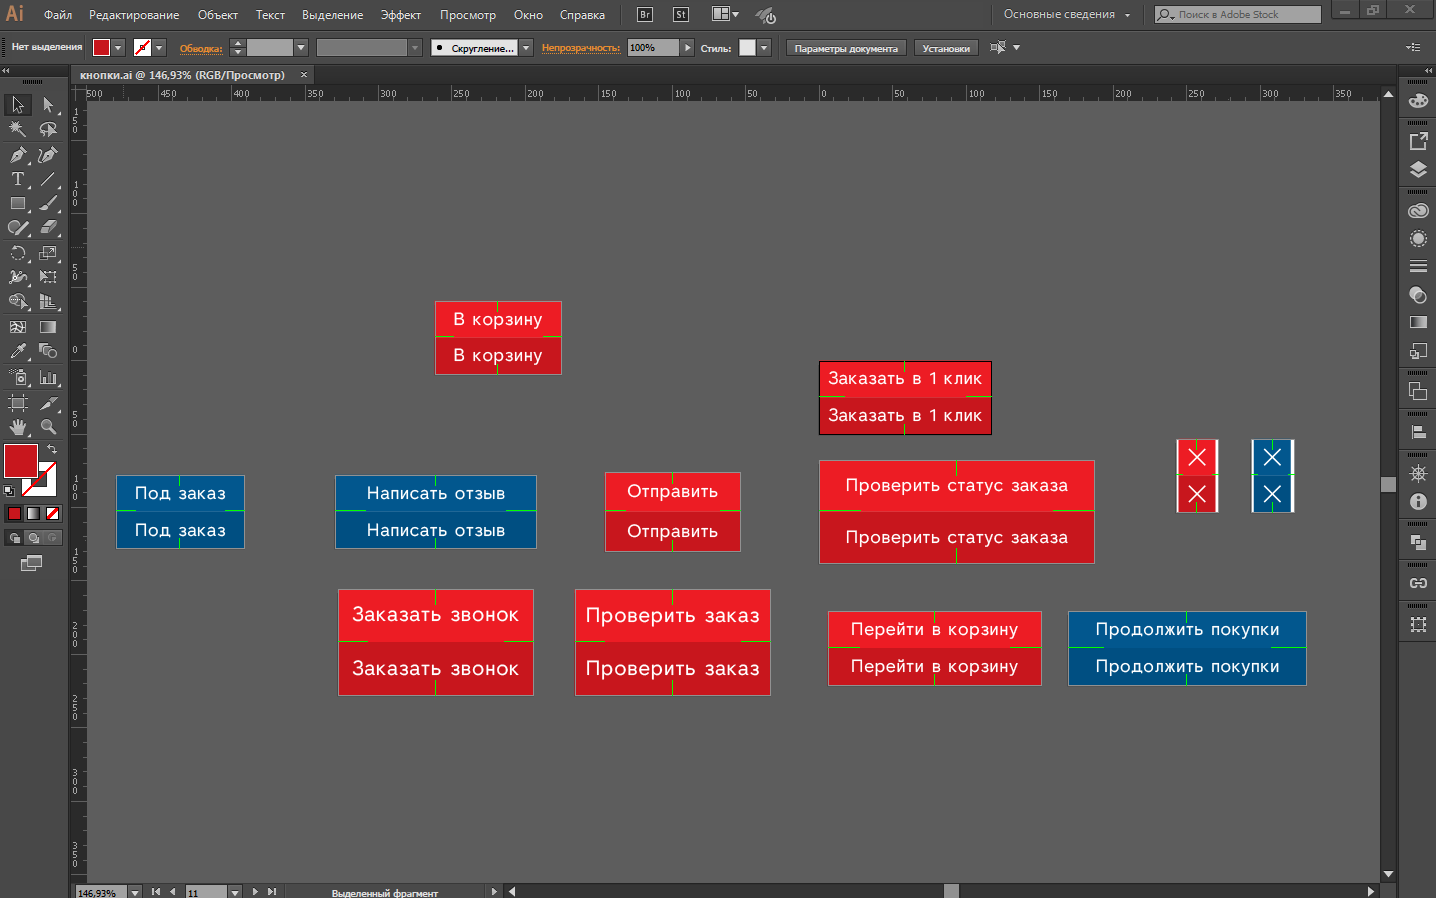 Ai Файл Редактирование Объект Текст Выделение Эффект Просмотр Окно Справка Br St Основные сведения Поиск в Adobe Stock
Нет выделения Обводка: Скругление... Непрозрачность: 100% Стиль: Параметры документа Установки
кнопки.ai @ 146,93% (RGB/Просмотр) ×
500 450 400 350 300 250 200 150 100 50 0 50 100 150 200 250 300 350
150
100
50
0
50
100
150
200
250
300
350
В корзину
В корзину
Заказать в 1 клик
Заказать в 1 клик
Под заказ
Под заказ
Написать отзыв
Написать отзыв
Отправить
Отправить
Проверить статус заказа
Проверить статус заказа
Заказать звонок
Заказать звонок
Проверить заказ
Проверить заказ
Перейти в корзину
Перейти в корзину
Продолжить покупки
Продолжить покупки
146,93% 11 Выделенный фрагмент